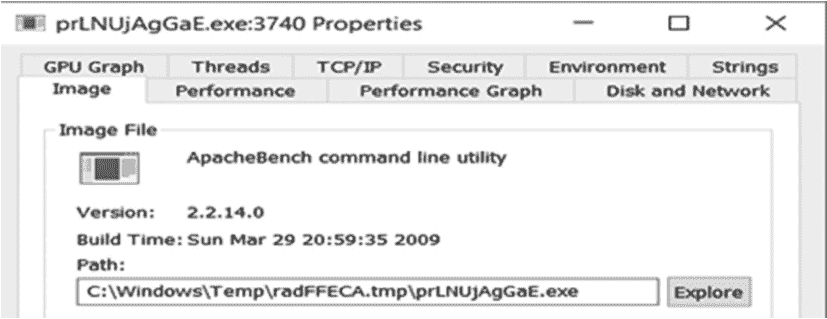 prLNUjAgGaE.exe:3740 Properties
GPU Graph Threads TCP/IP Security Environment Strings
Image Performance Performance Graph Disk and Network
Image File
ApacheBench command line utility
Version: 2.2.14.0
Build Time: Sun Mar 29 20:59:35 2009
Path:
C:\Windows\Temp\radFFECA.tmp\prLNUjAgGaE.exe Explore